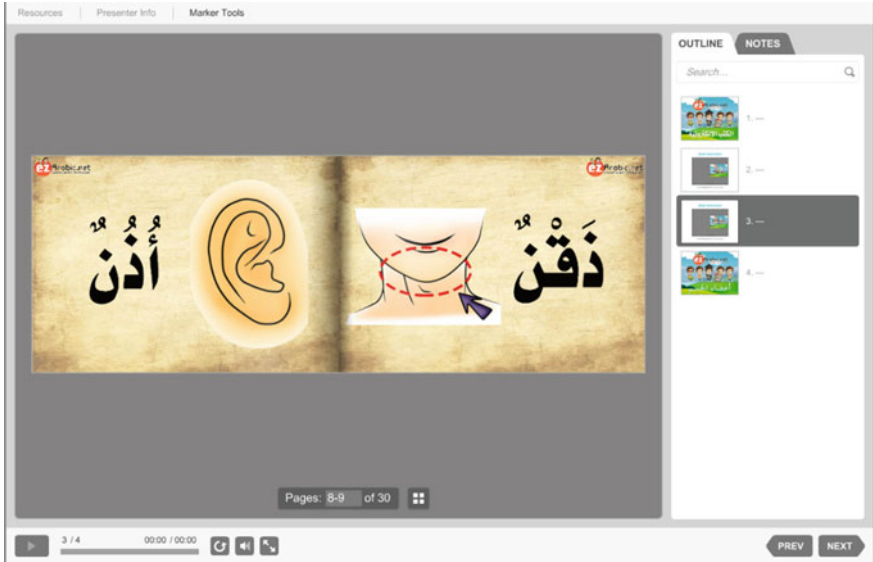 Resources
Presenter Info
Marker Tools
OUTLINE
NOTES
Search...
1. —
2. —
3. —
4. —
ezArabic.net
ezArabic.net
ذَقْنٌ
أُذُنٌ
Pages: 8-9 of 30
3 / 4
00:00 / 00:00
PREV
NEXT